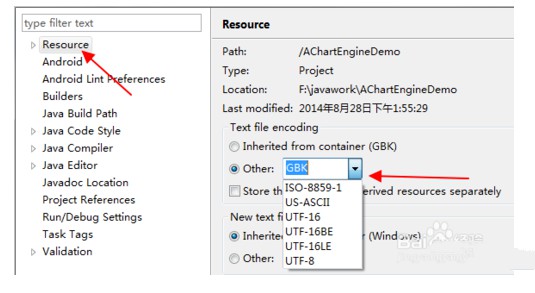 type filter text
Resource
Android
Android Lint Preferences
Builders
Java Build Path
Java Code Style
Java Compiler
Java Editor
Javadoc Location
Project References
Run/Debug Settings
Task Tags
Validation
Resource
Path: /AChartEngineDemo
Type: Project
Location: F:\javawork\AChartEngineDemo
Last modified: 2014年8月28日下午1:55:29
Text file encoding
Inherited from container (GBK)
Other: GBK
ISO-8859-1
US-ASCII
UTF-16
UTF-16BE
UTF-16LE
UTF-8
Store th erived resources separately
New text fi
Inherite r (Windows)
Other: